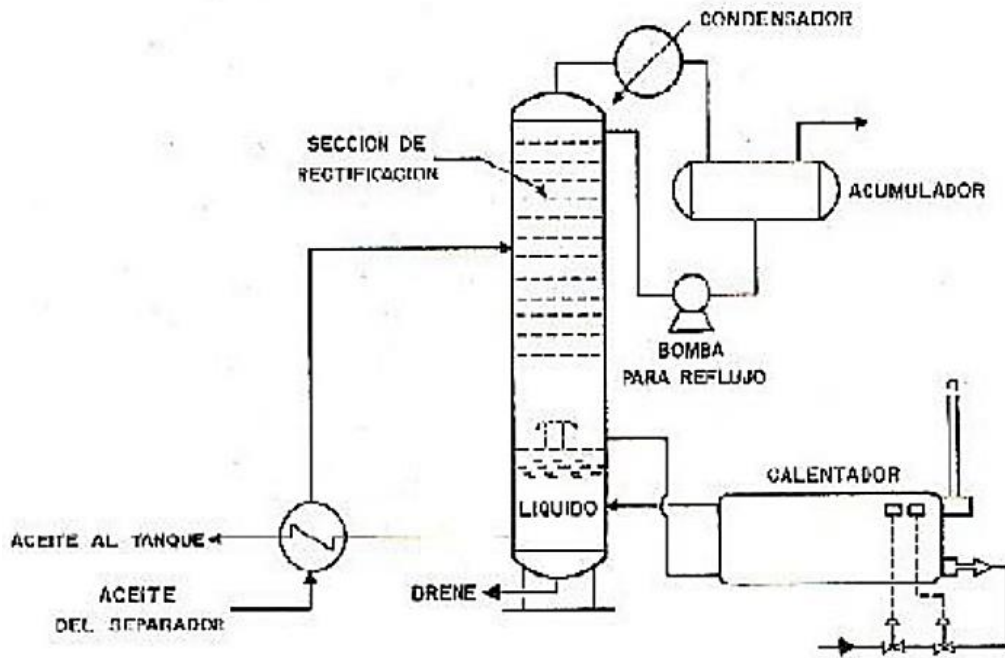 CONDENSADOR
SECCION DE
RECTIFICACION
ACUMULADOR
BOMBA
PARA REFLUJO
CALENTADOR
LIQUIDO
ACEITE AL TANQUE
ACEITE
DEL SEPARADOR
DRENE